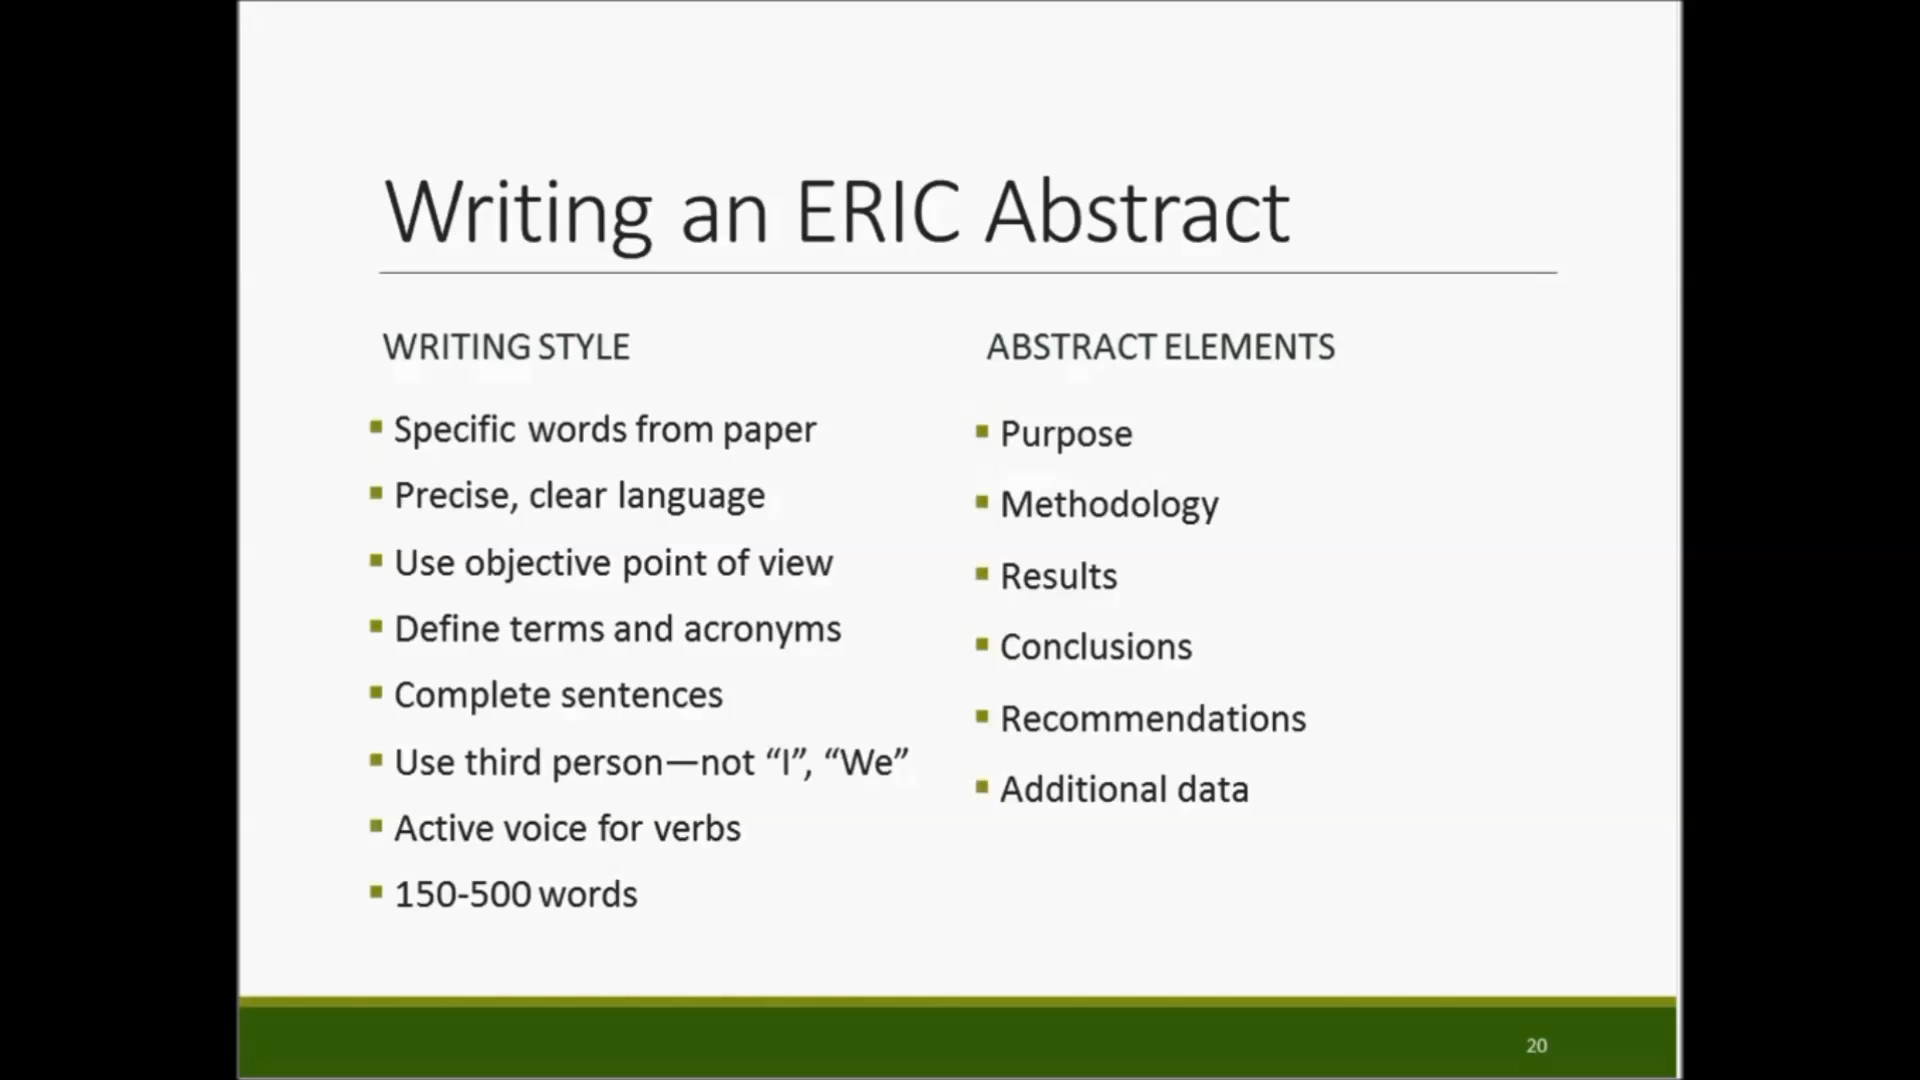 Writing an ERIC Abstract
WRITING STYLE
Specific words from paper
Precise, clear language
Use objective point of view
Define terms and acronyms
Complete sentences
Use third person—not “I”, “We”
Active voice for verbs
150-500 words
ABSTRACT ELEMENTS
Purpose
Methodology
Results
Conclusions
Recommendations
Additional data
20